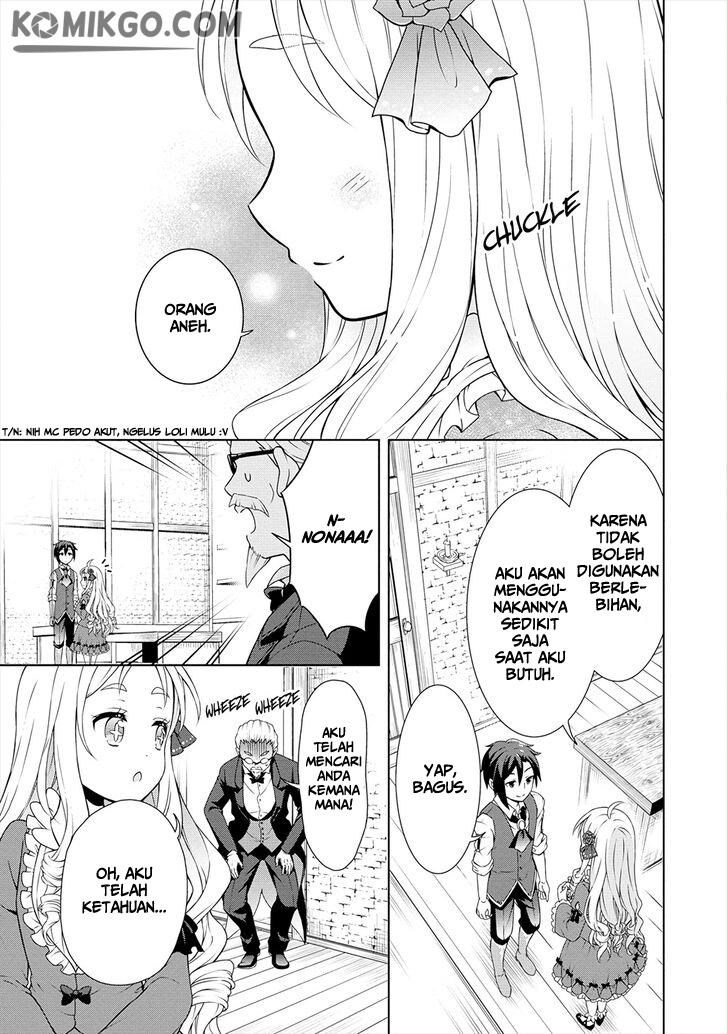 KOMIKGO.COM
CHUCKLE
ORANG
ANEH.
T/N: NIH MC PEDO AKUT, NGELUS LOLI MULU :V
KARENA
TIDAK
BOLEH
DIGUNAKAN
BERLE-
BIHAN,
AKU AKAN
MENGGU-
NAKANNYA
SEDIKIT
SAJA
SAAT AKU
BUTUH.
YAP,
BAGUS.
N-
NONAAA!
WHEEZE WHEEZE
AKU
TELAH
MENCARI
ANDA
KEMANA
MANA!
OH, AKU
TELAH
KETAHUAN...